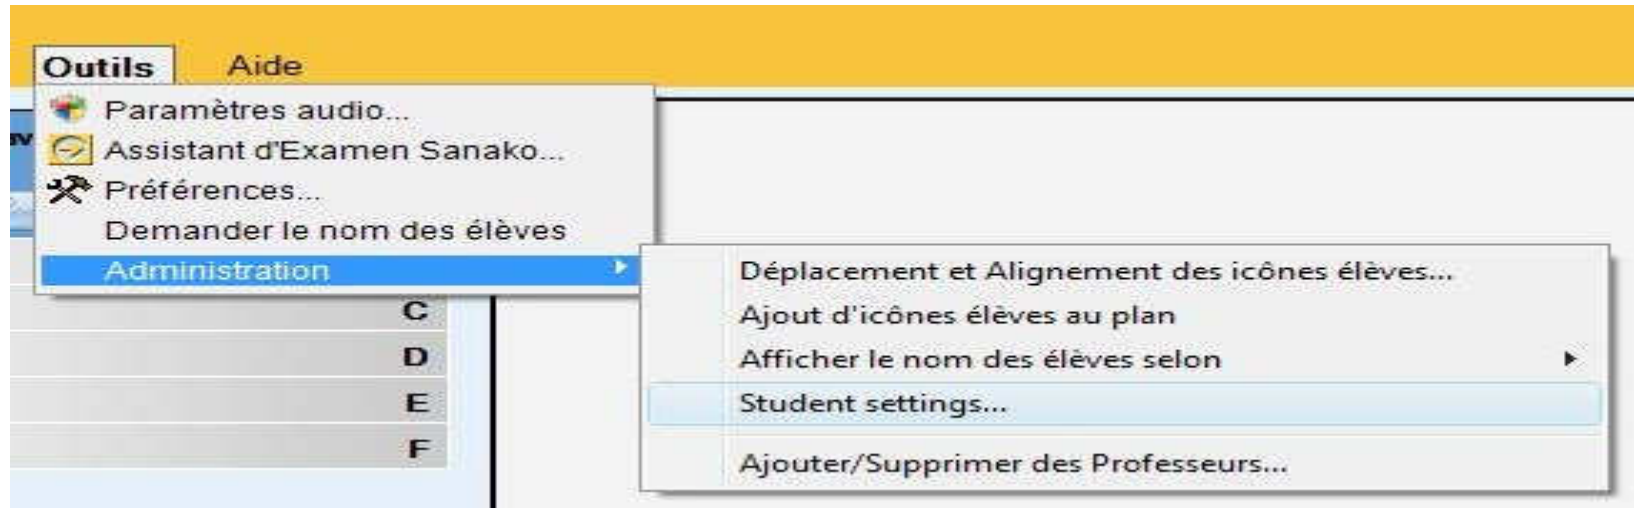 Outils Aide
Paramètres audio...
Assistant d'Examen Sanako...
Préférences...
Demander le nom des élèves
Administration
Déplacement et Alignement des icônes élèves...
Ajout d'icônes élèves au plan
Afficher le nom des élèves selon
Student settings...
Ajouter/Supprimer des Professeurs...
C
D
E
F